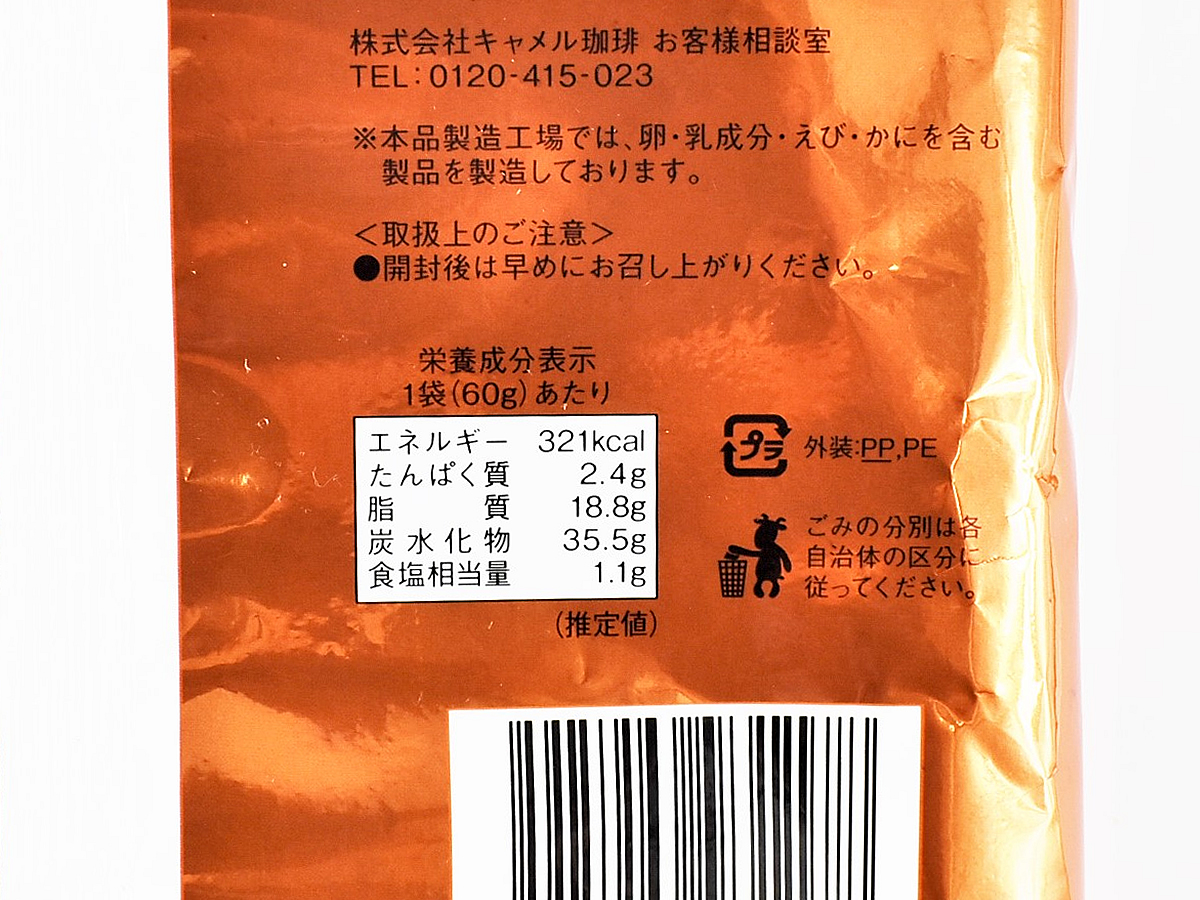 株式会社キャメル珈琲 お客様相談室
TEL:0120-415-023
※本品製造工場では、卵・乳成分・えび・かにを含む
製品を製造しております。
＜取扱上のご注意＞
●開封後は早めにお召し上がりください。
栄養成分表示
1袋(60g)あたり
エネルギー 321kcal
たんぱく質 2.4g
脂質 18.8g
炭水化物 35.5g
食塩相当量 1.1g
(推定値)
プラ 外装:PP,PE
ごみの分別は各
自治体の区分に
従ってください。